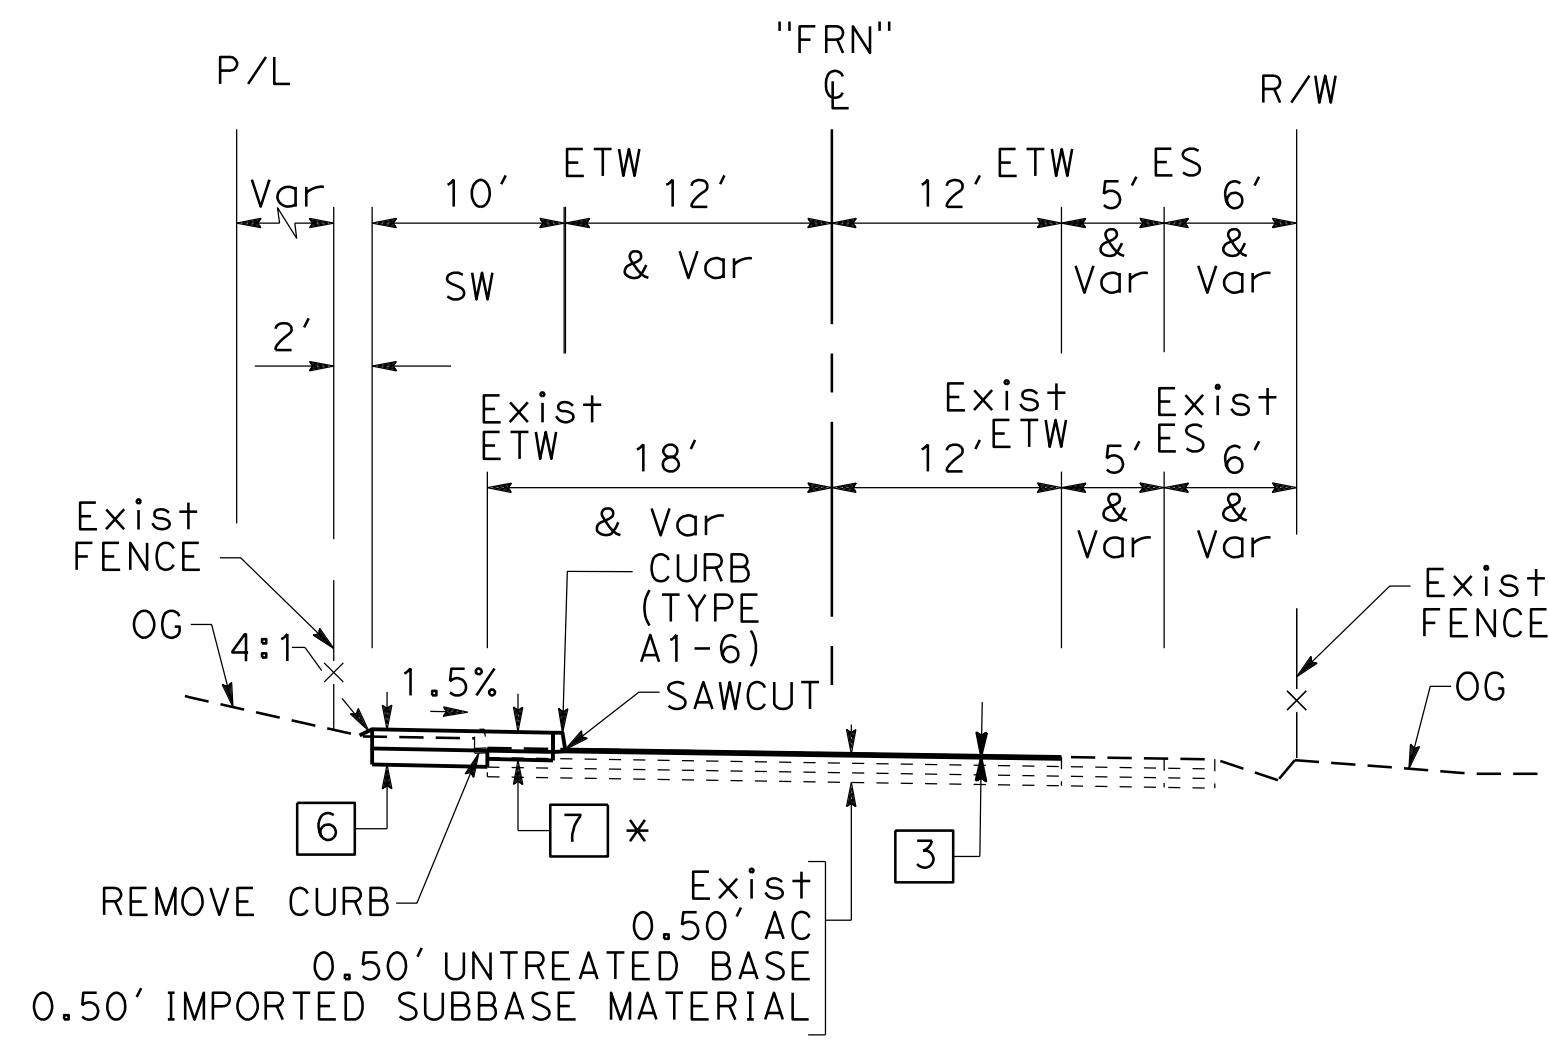 "FRN"
℄
P/L
R/W
ETW
ETW
ES
Var
10'
12'
12'
5'
6'
& Var
&
Var
&
Var
SW
2'
Exist
ETW
Exist
ETW
Exist
ES
18'
12'
5'
6'
& Var
&
Var
&
Var
Exist
FENCE
CURB
(TYPE
A1-6)
Exist
FENCE
OG
4:1
1.5%
SAWCUT
OG
6
7 *
3
REMOVE CURB
Exist
0.50' AC
0.50' UNTREATED BASE
0.50' IMPORTED SUBBASE MATERIAL